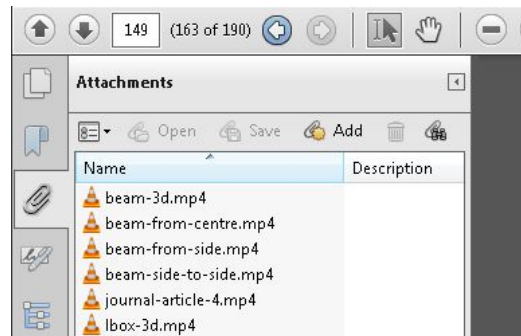 149 (163 of 190)
Attachments
Open Save Add
Name Description
beam-3d.mp4
beam-from-centre.mp4
beam-from-side.mp4
beam-side-to-side.mp4
journal-article-4.mp4
lbox-3d.mp4